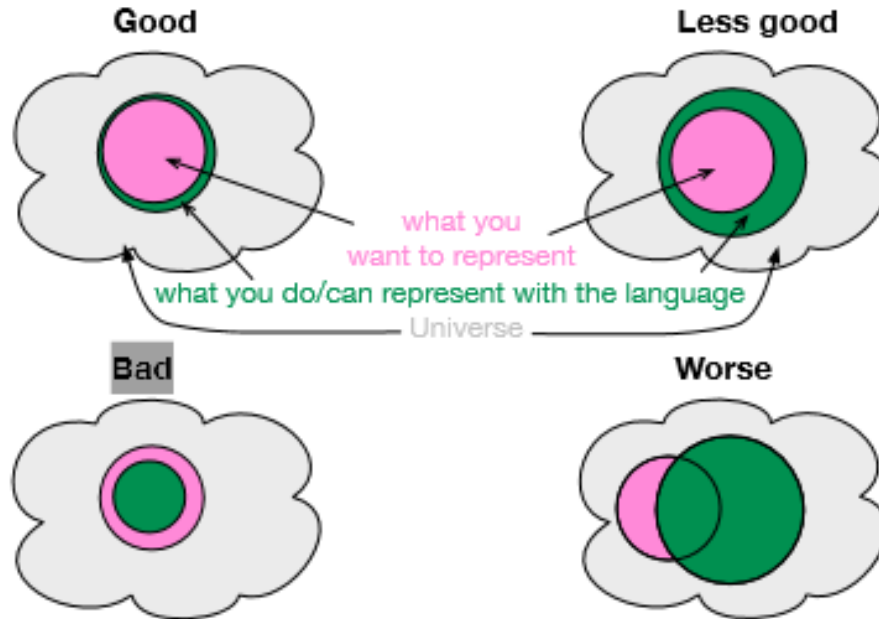 Good
Less good
what you
want to represent
what you do/can represent with the language
Universe
Bad
Worse